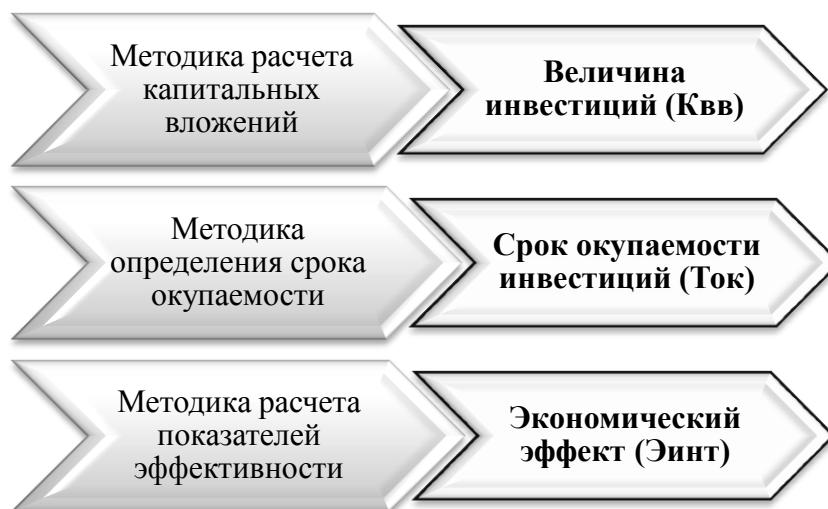 Методика расчета
капитальных
вложений
Величина
инвестиций (Квв)
Методика
определения срока
окупаемости
Срок окупаемости
инвестиций (Ток)
Методика расчета
показателей
эффективности
Экономический
эффект (Эинт)